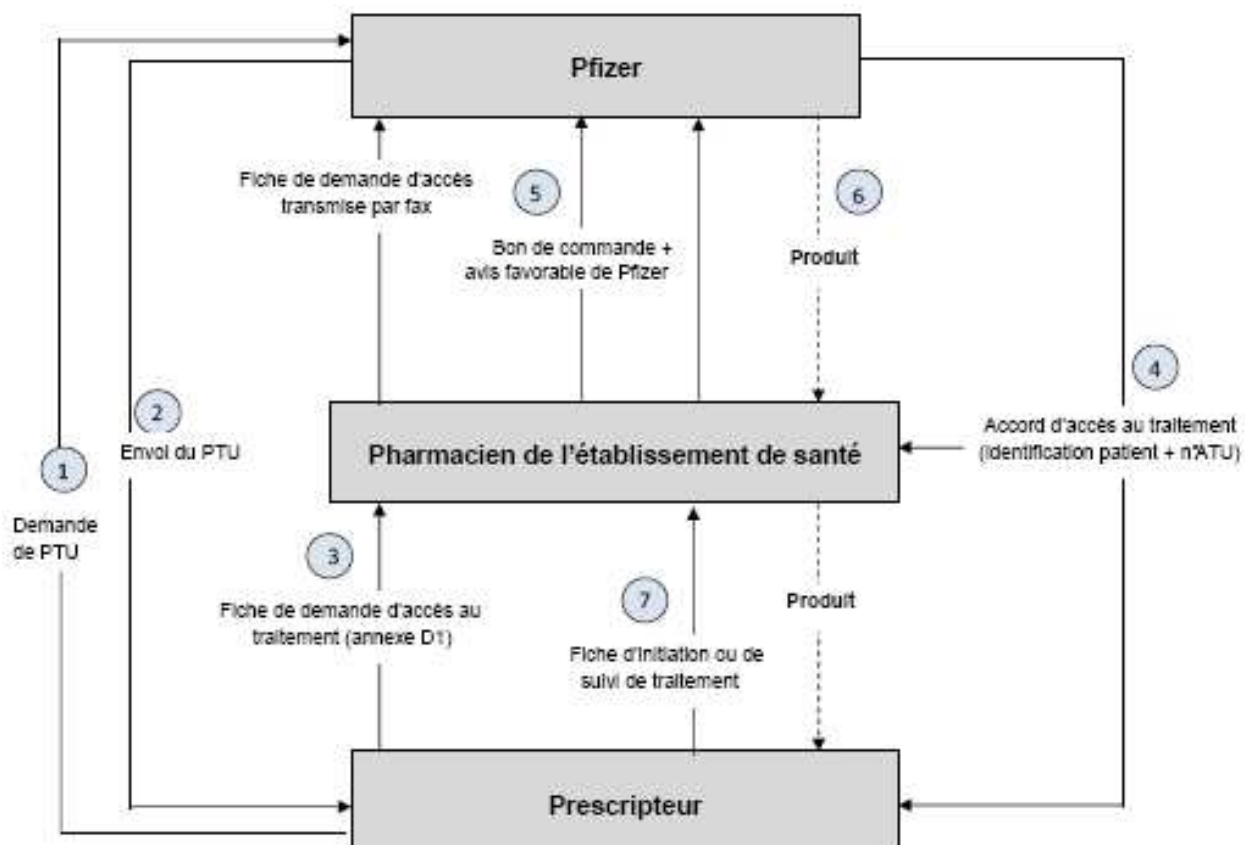 Pfizer
Fiche de demande d'accès
transmise par fax
5
6
Bon de commande +
avis favorable de Pfizer
Produit
4
2
Envoi du PTU
Accord d'accès au traitement
(identification patient + n°ATU)
Pharmacien de l'établissement de santé
1
Demande
de PTU
3
Fiche de demande d'accès au
traitement (annexe D1)
7
Produit
Fiche d'initiation ou de
suivi de traitement
Prescripteur